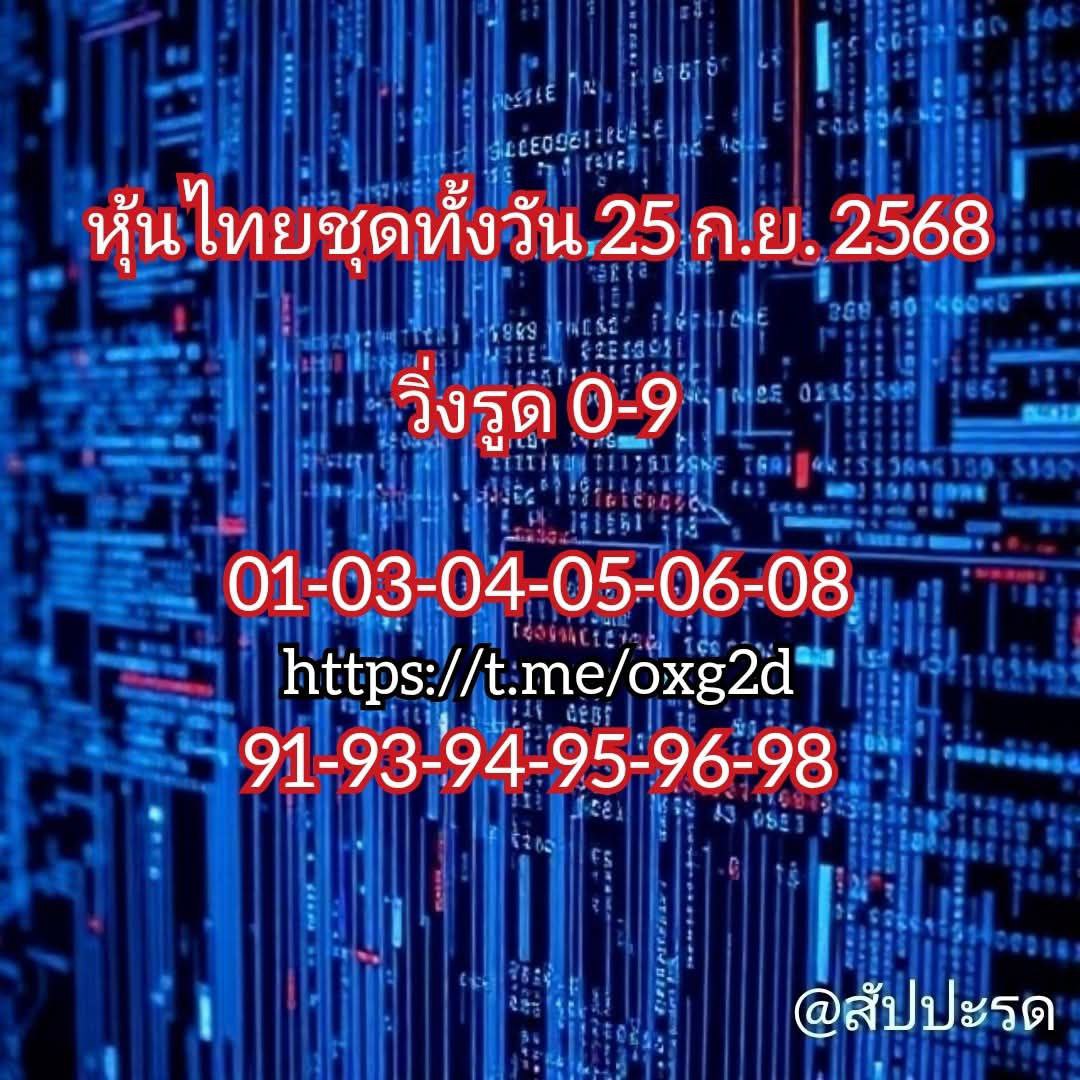 หุ้นไทยชุดทั้งวัน 25 ก.ย. 2568
วิ่งรูด 0-9
01-03-04-05-06-08
https://t.me/oxg2d
91-93-94-95-96-98
@สัปปะรด